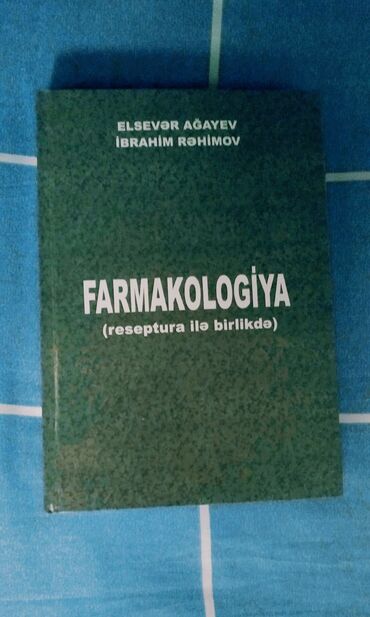 ELSEVƏR AĞAYEV
İBRAHİM RƏHİMOV
FARMAKOLOGİYA
(reseptura ilə birlikdə)